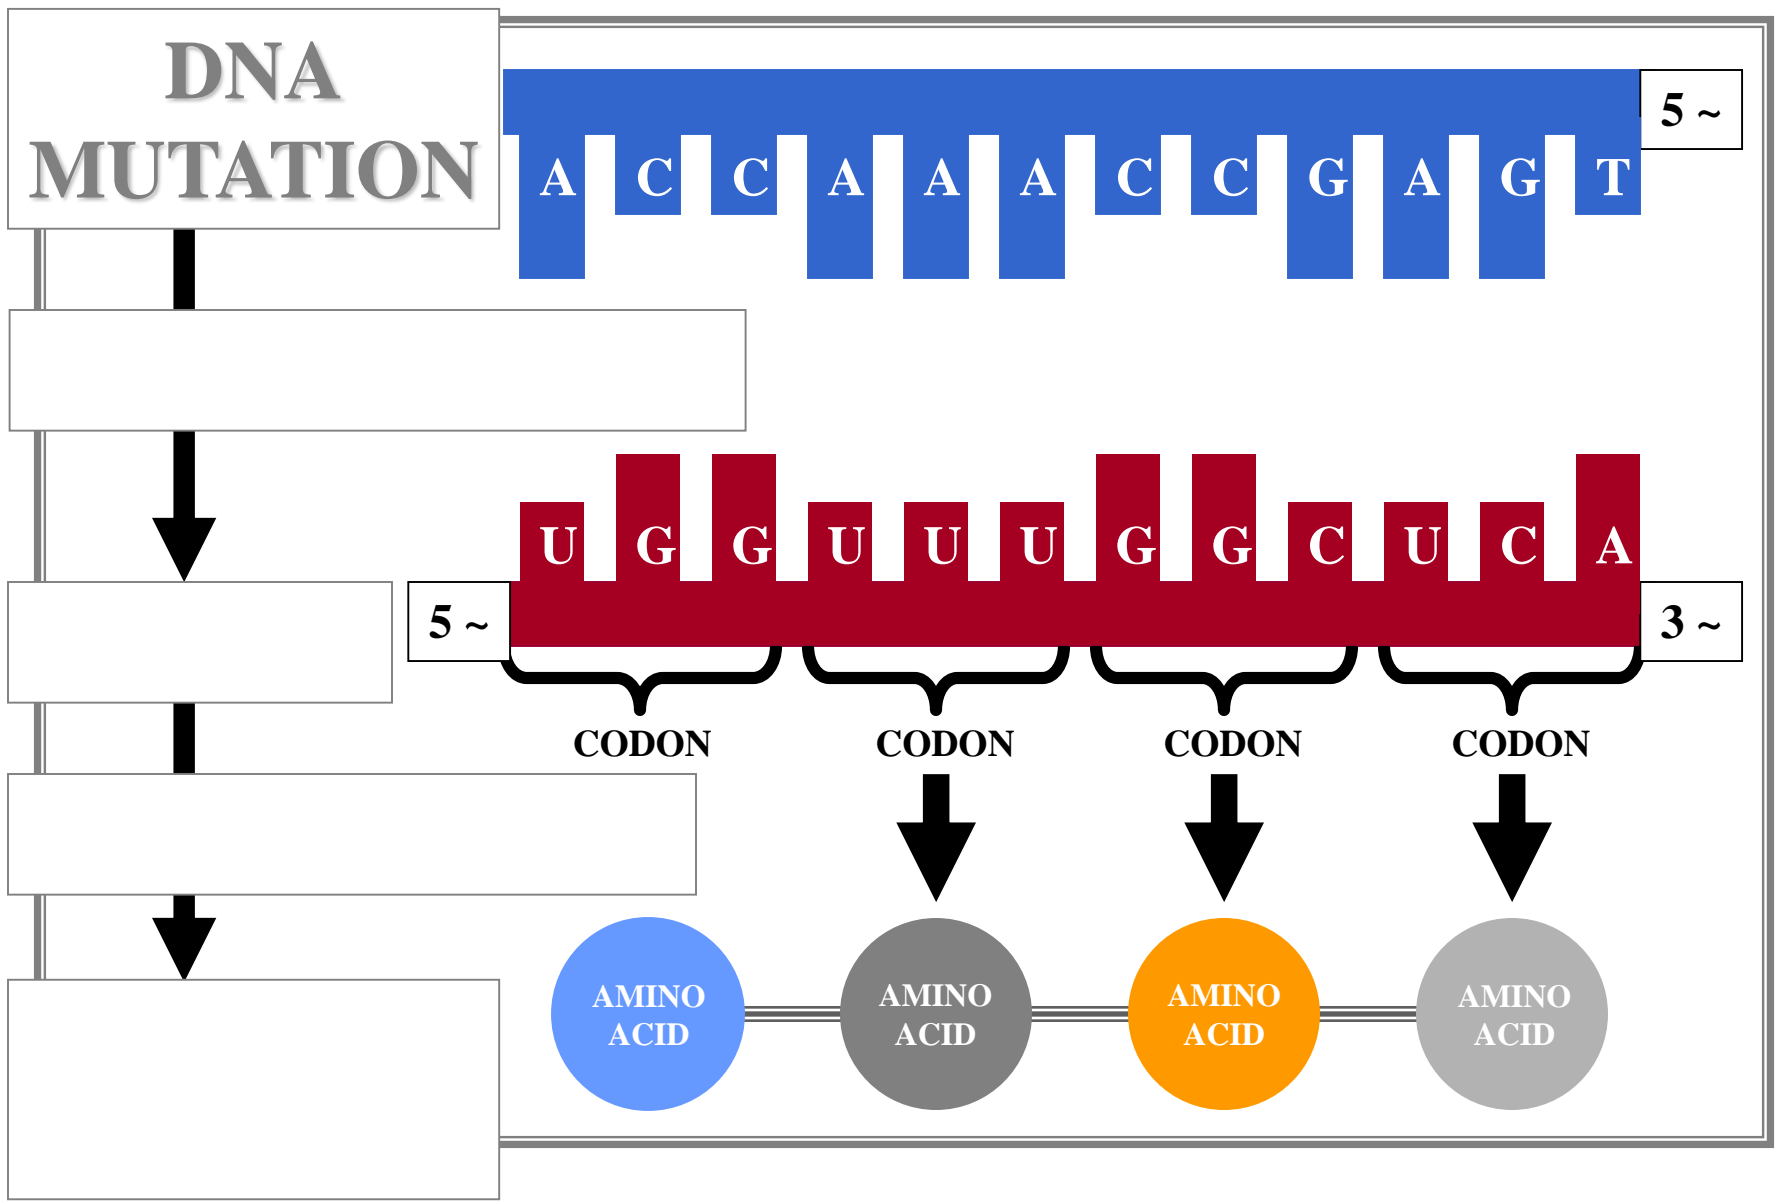 DNA
MUTATION
5 ~
A C C A A A C C G A G T
U G G U U U G G C U C A
5 ~
3 ~
CODON CODON CODON CODON
AMINO ACID
AMINO ACID
AMINO ACID
AMINO ACID